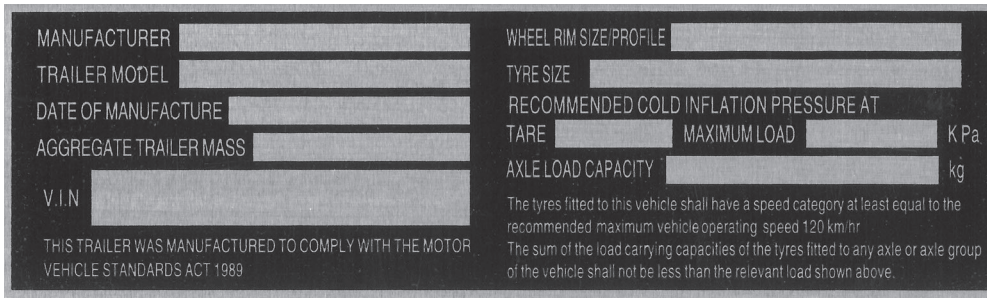 MANUFACTURER
TRAILER MODEL
DATE OF MANUFACTURE
AGGREGATE TRAILER MASS
V.I.N
THIS TRAILER WAS MANUFACTURED TO COMPLY WITH THE MOTOR
VEHICLE STANDARDS ACT 1989
WHEEL RIM SIZE/PROFILE
TYRE SIZE
RECOMMENDED COLD INFLATION PRESSURE AT
TARE MAXIMUM LOAD K Pa
AXLE LOAD CAPACITY kg
The tyres fitted to this vehicle shall have a speed category at least equal to the
recommended maximum vehicle operating speed 120 km/hr
The sum of the load carrying capacities of the tyres fitted to any axle or axle group
of the vehicle shall not be less than the relevant load shown above.